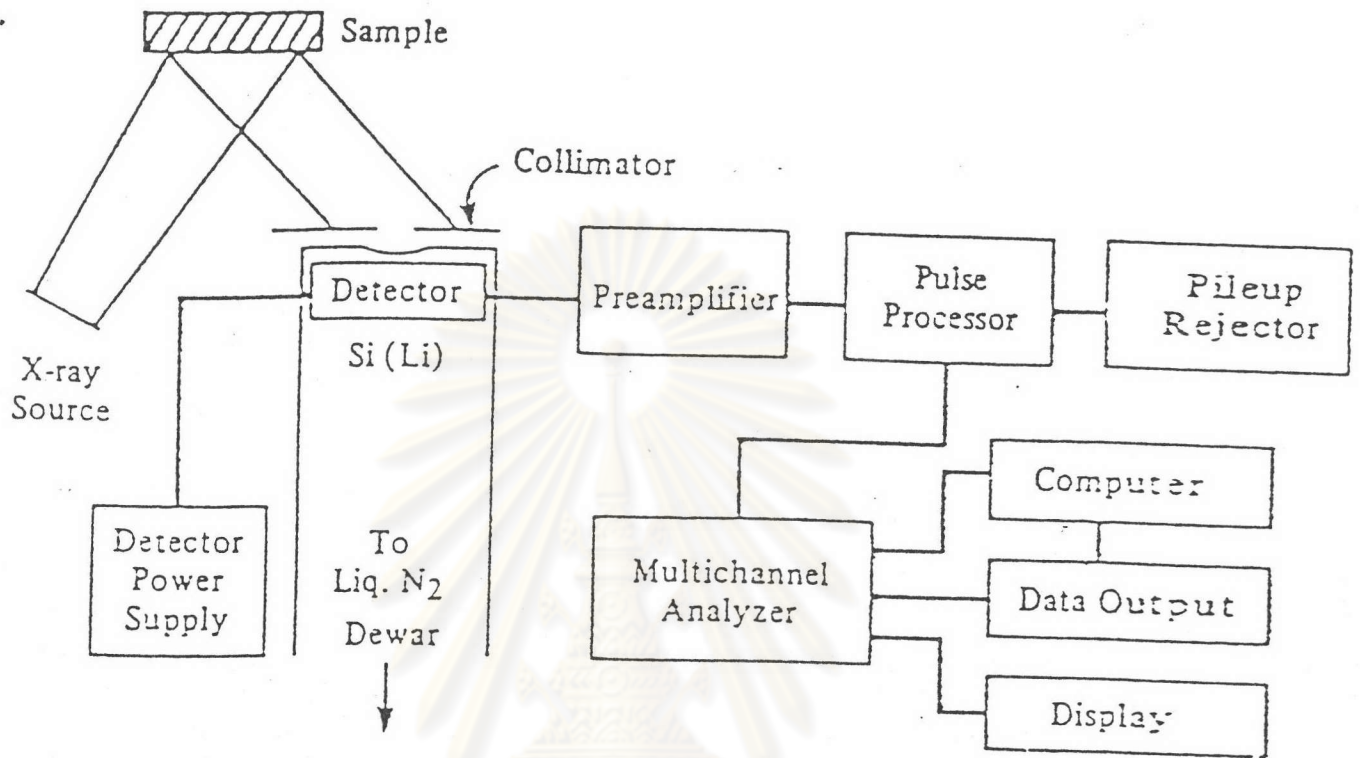 Sample
Collimator
Detector
Si (Li)
Preamplifier
Pulse
Processor
Pileup
Rejector
X-ray
Source
Detector
Power
Supply
To
Liq. N2
Dewar
Multichannel
Analyzer
Computer
Data Output
Display